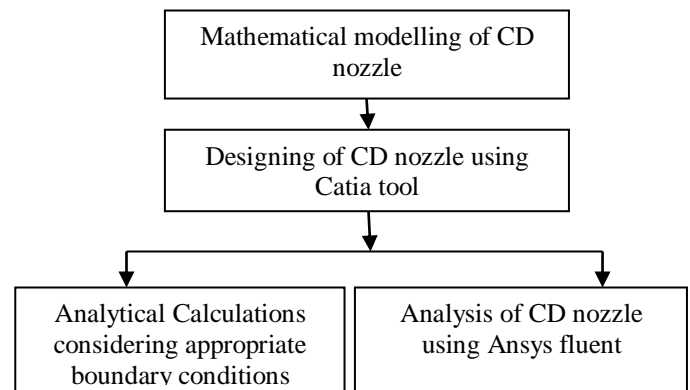 Mathematical modelling of CD
nozzle
Designing of CD nozzle using
Catia tool
Analytical Calculations
considering appropriate
boundary conditions
Analysis of CD nozzle
using Ansys fluent